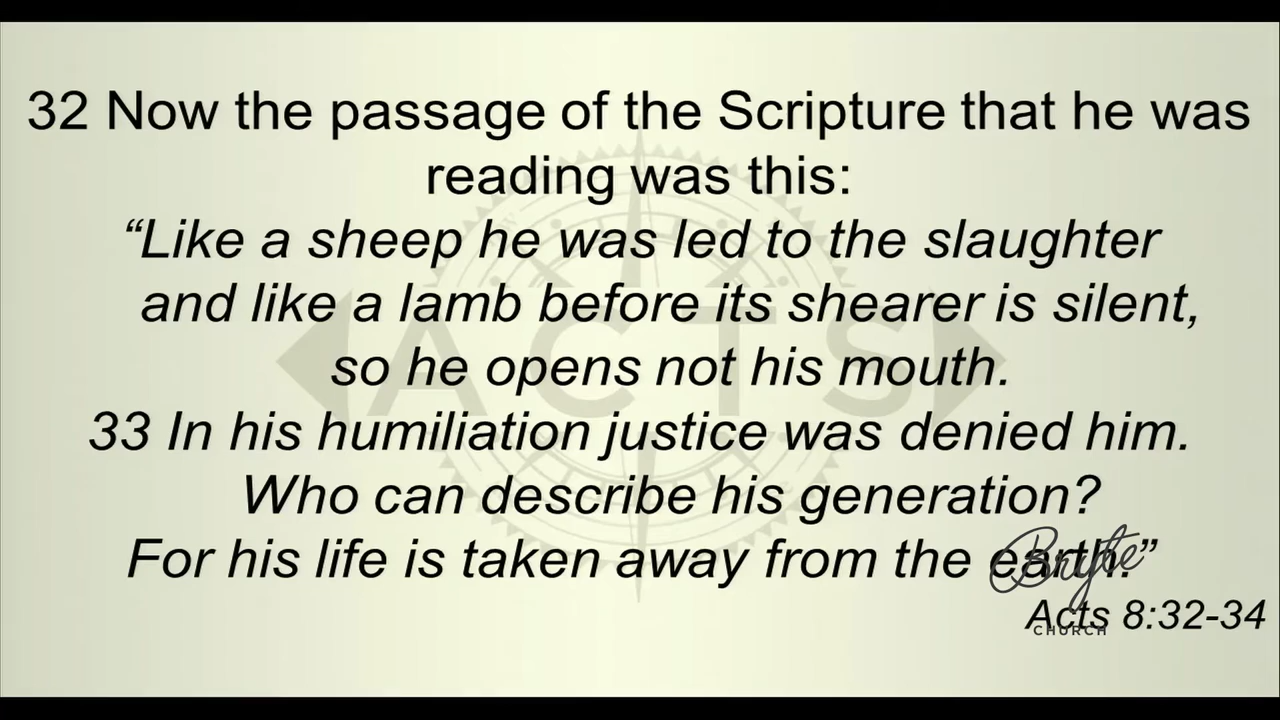 32 Now the passage of the Scripture that he was
reading was this:
“Like a sheep he was led to the slaughter
and like a lamb before its shearer is silent,
so he opens not his mouth.
33 In his humiliation justice was denied him.
Who can describe his generation?
For his life is taken away from the earth.”
Acts 8:32-34
ACTS
Bryte
CHURCH